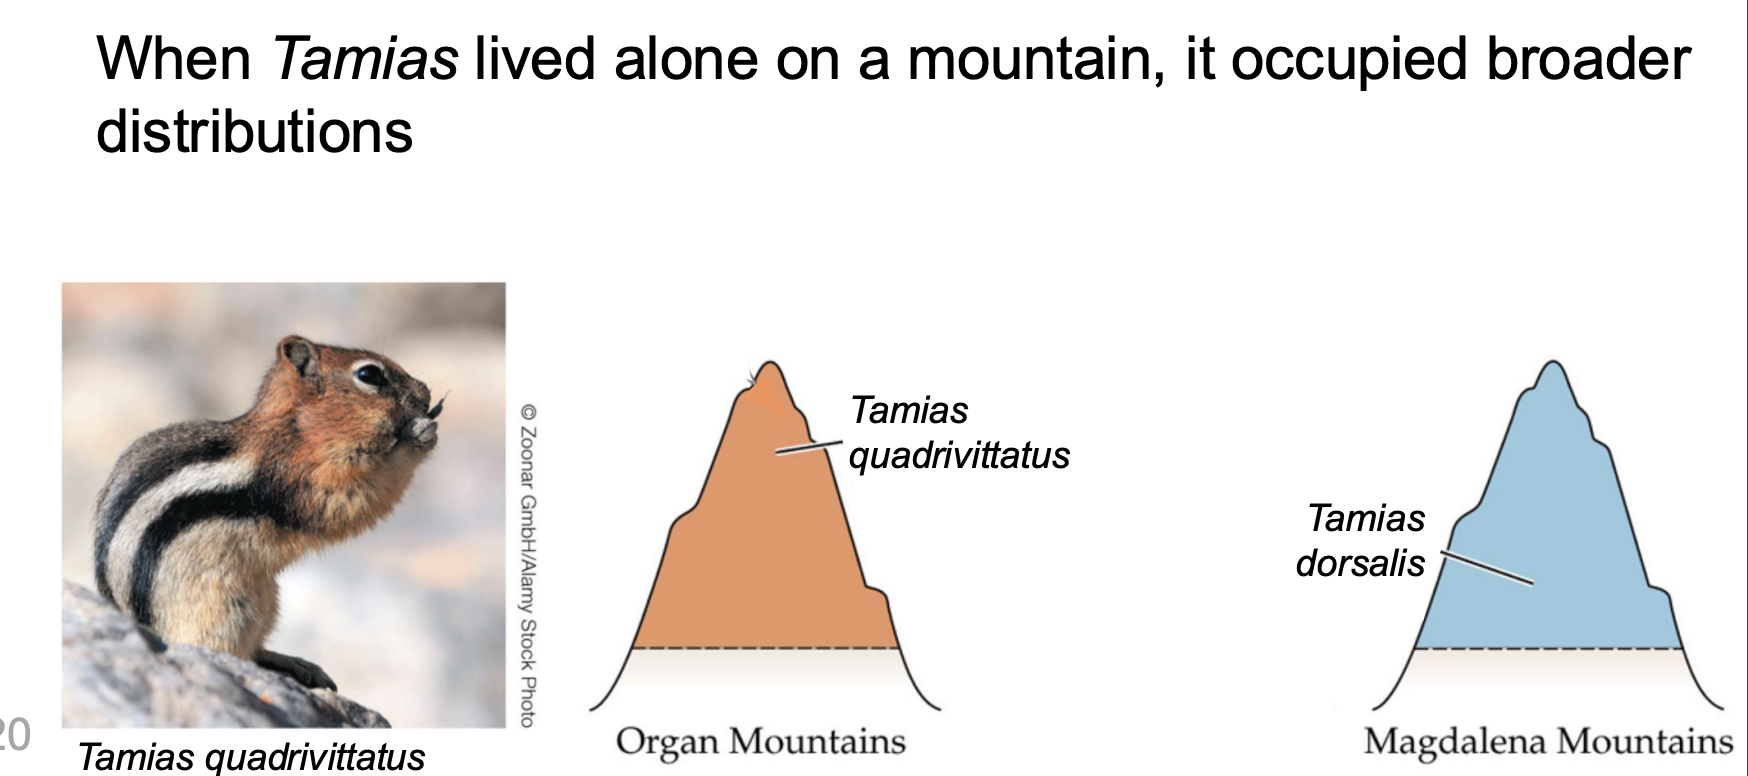 When Tamias lived alone on a mountain, it occupied broader
distributions
© Zoonar GmbH/Alamy Stock Photo
Tamias
quadrivittatus
Tamias
dorsalis
Organ Mountains
Magdalena Mountains
20
Tamias quadrivittatus